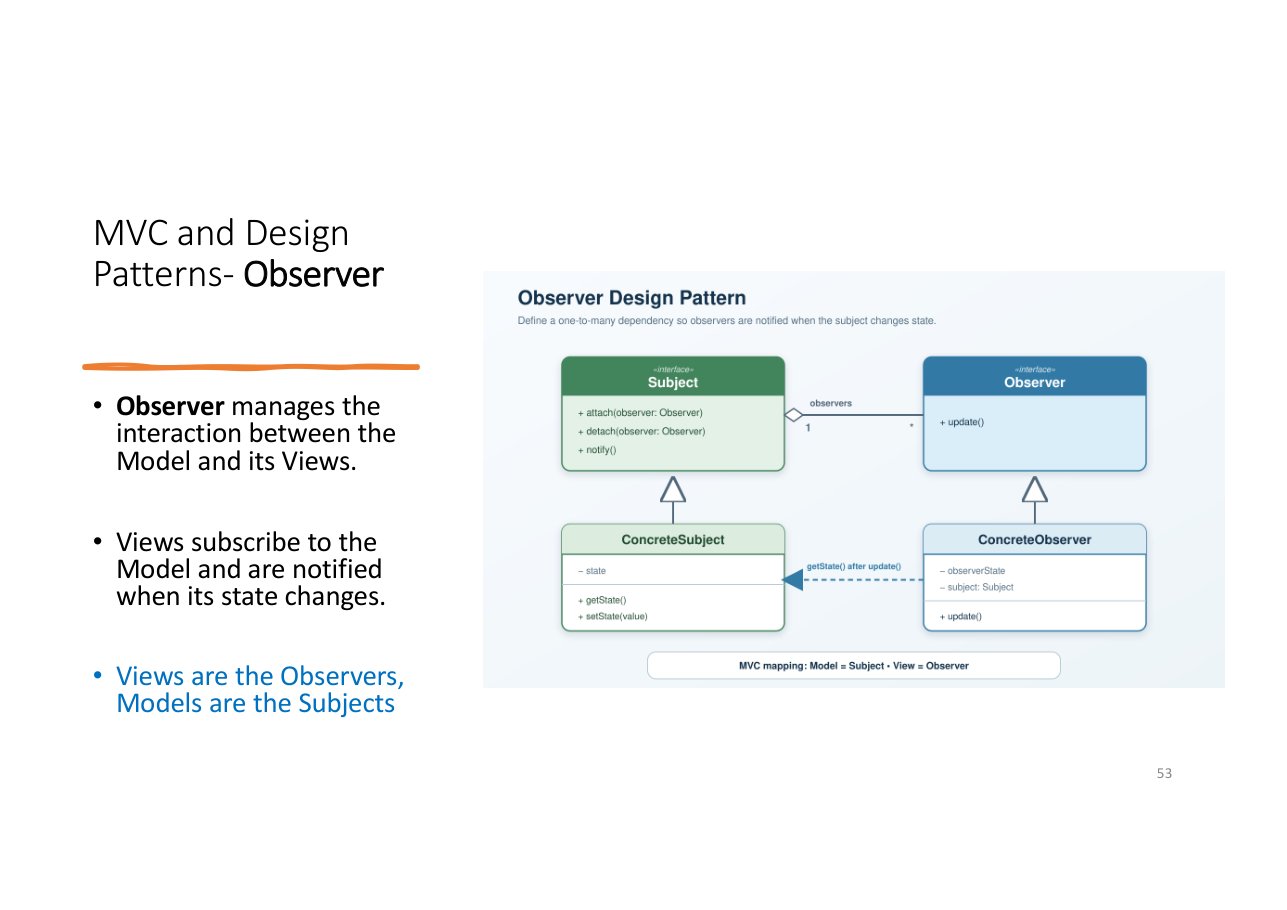 MVC and Design
Patterns- Observer
• Observer manages the
interaction between the
Model and its Views.
• Views subscribe to the
Model and are notified
when its state changes.
• Views are the Observers,
Models are the Subjects
Observer Design Pattern
Define a one-to-many dependency so observers are notified when the subject changes state.
«interface»
Subject
+ attach(observer: Observer)
+ detach(observer: Observer)
+ notify()
observers
1
*
«interface»
Observer
+ update()
ConcreteSubject
– state
+ getState()
+ setState(value)
getState() after update()
ConcreteObserver
– observerState
– subject: Subject
+ update()
MVC mapping: Model = Subject • View = Observer
53